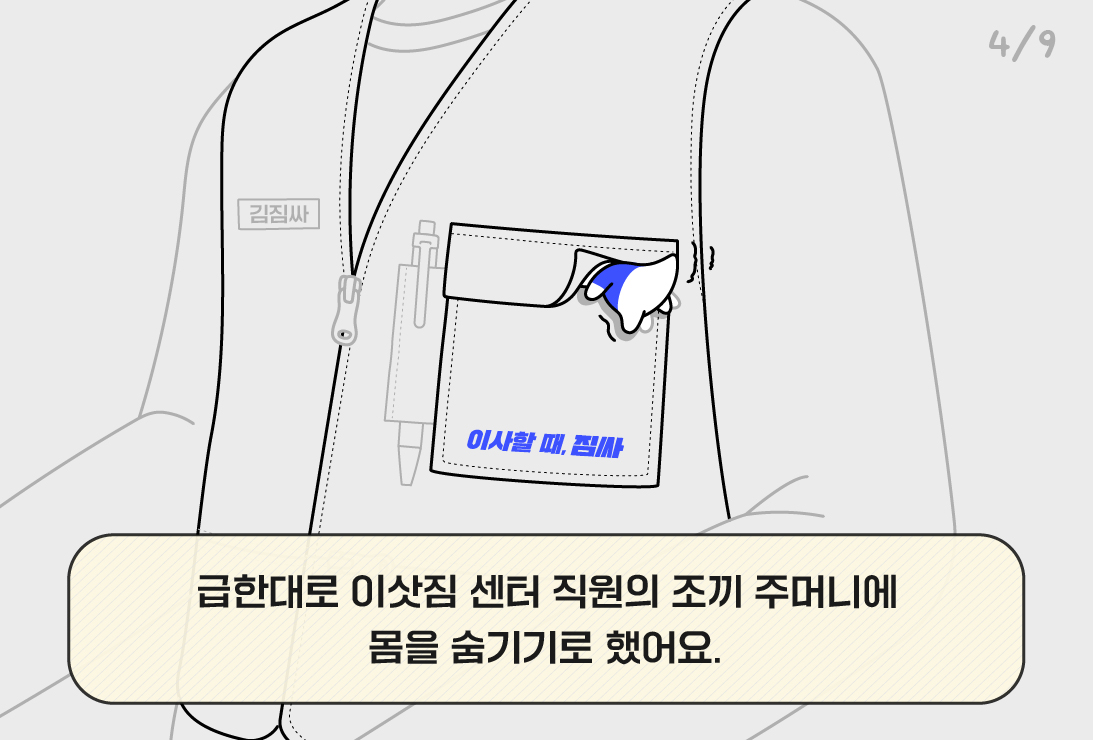 4/9
김짐싸
이사할 때, 짐싸
급한대로 이삿짐 센터 직원의 조끼 주머니에
몸을 숨기기로 했어요.